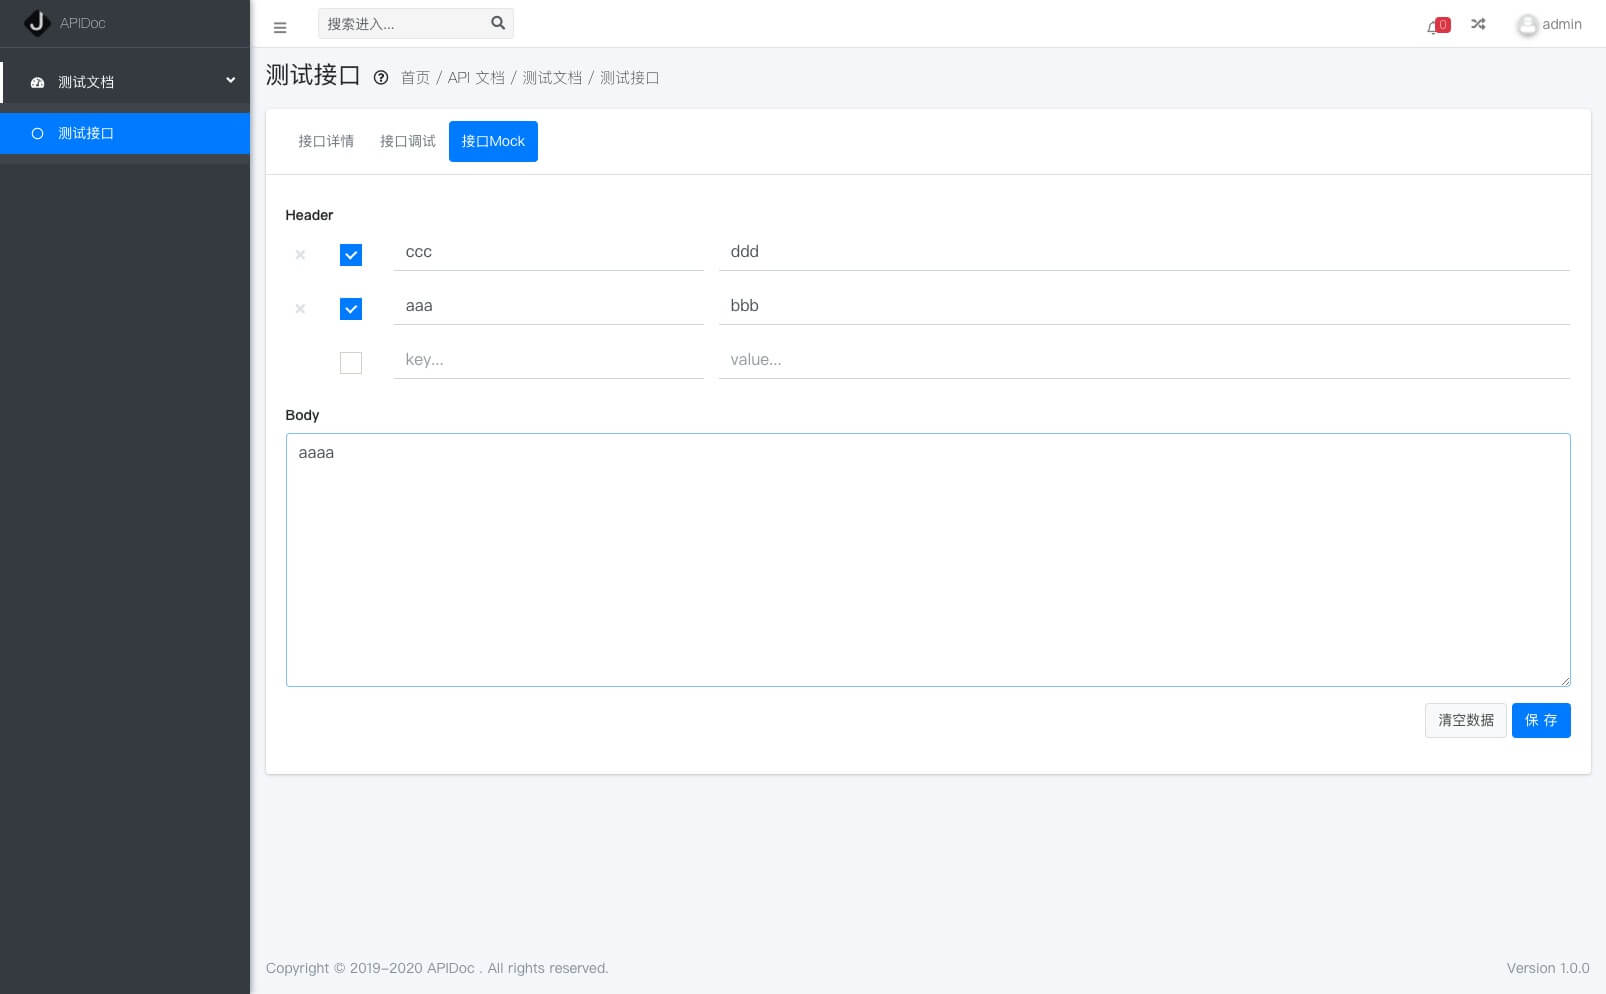 APIDoc
搜索进入...
0
admin
测试文档
测试接口
测试接口 首页 / API 文档 / 测试文档 / 测试接口
接口详情 接口调试 接口Mock
Header
ccc ddd
aaa bbb
key... value...
Body
aaaa
清空数据 保 存
Copyright © 2019-2020 APIDoc . All rights reserved. Version 1.0.0